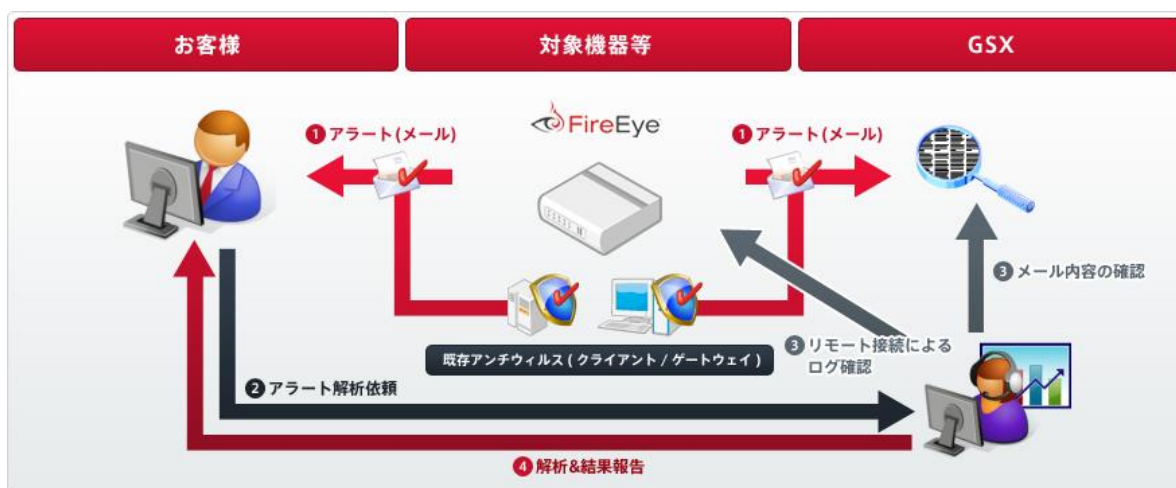 お客様
対象機器等
GSX
❶アラート(メール)
FireEye
❶アラート(メール)
❸メール内容の確認
既存アンチウィルス ( クライアント / ゲートウェイ )
❸リモート接続による
ログ確認
❷アラート解析依頼
❹解析&結果報告